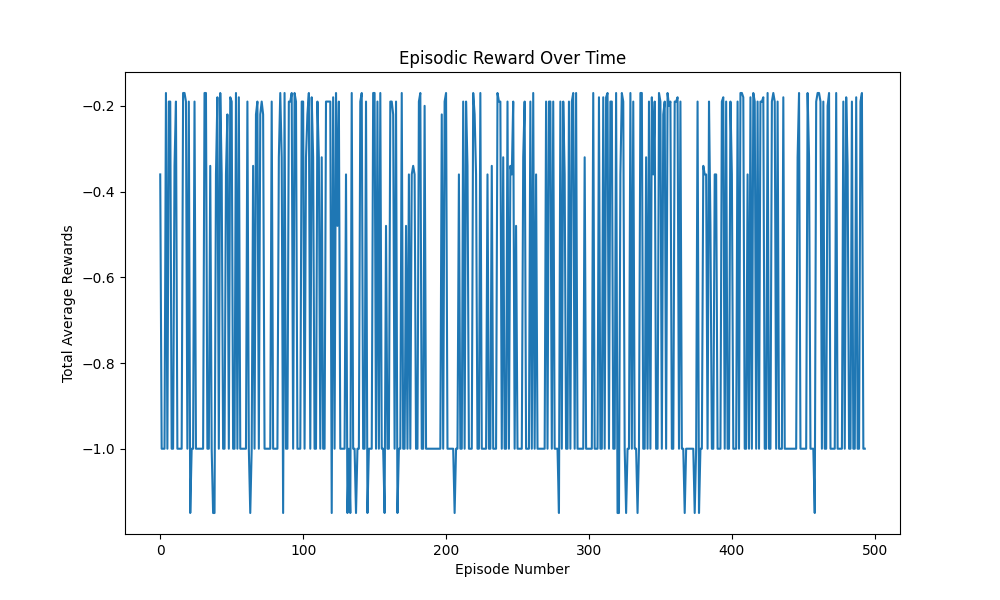 Episodic Reward Over Time
Total Average Rewards
−0.2
−0.4
−0.6
−0.8
−1.0
0 100 200 300 400 500
Episode Number